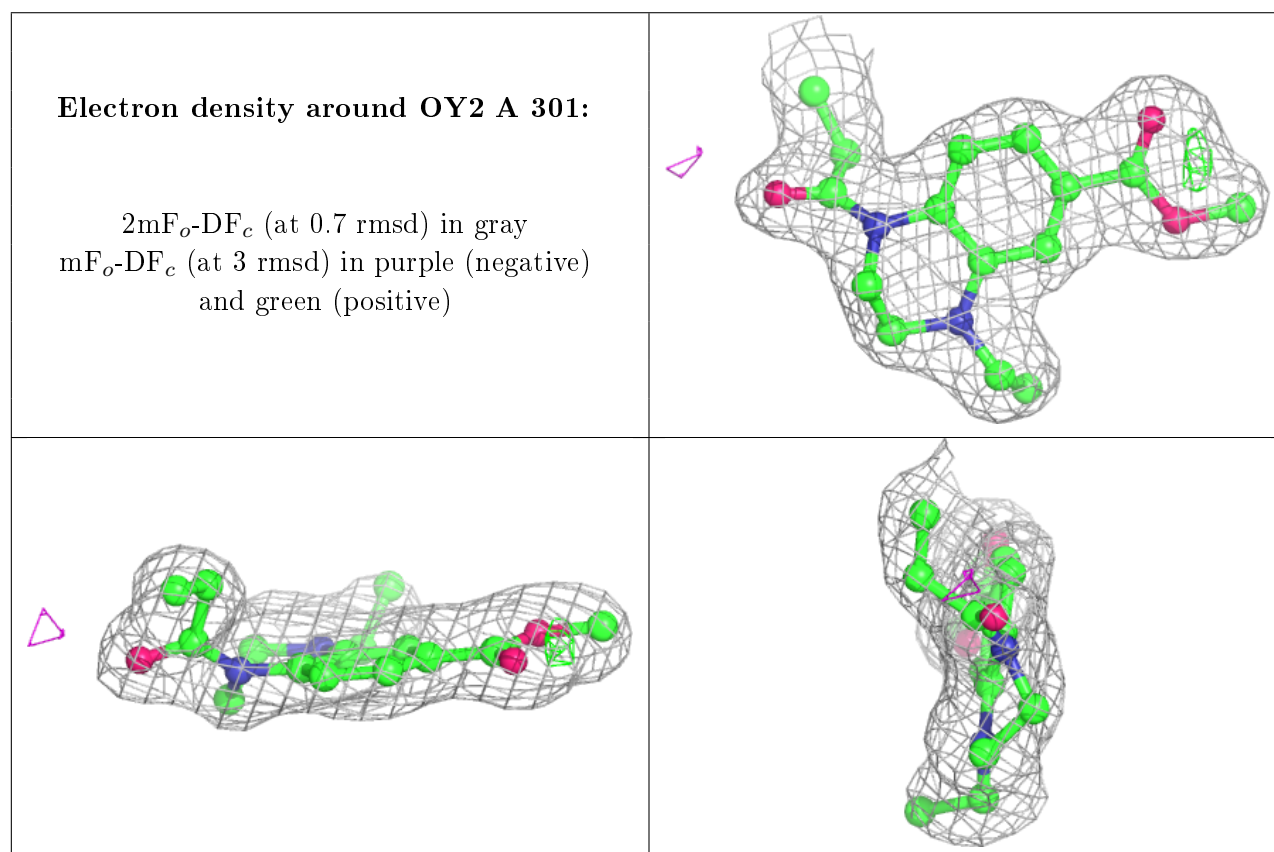 Electron density around OY2 A 301:
2mFₒ-DF𝒸 (at 0.7 rmsd) in gray
mFₒ-DF𝒸 (at 3 rmsd) in purple (negative)
and green (positive)